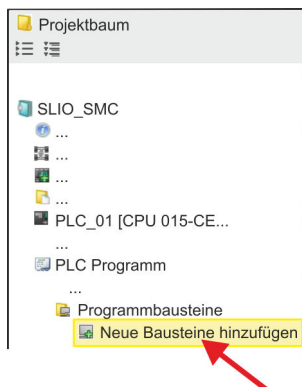 Projektbaum
SLIO_SMC
...
...
...
...
PLC_01 [CPU 015-CE...
...
PLC Programm
...
Programmbausteine
Neue Bausteine hinzufügen